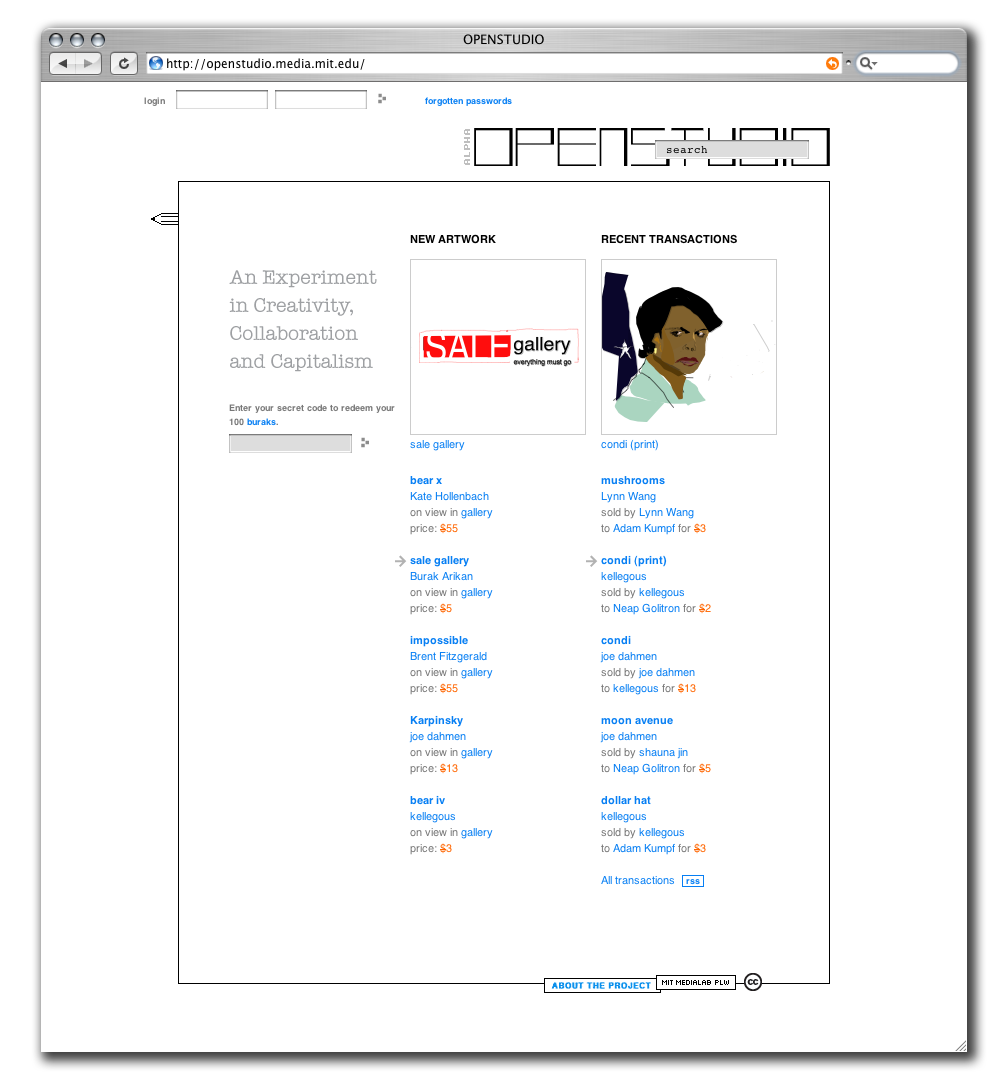 OPENSTUDIO
http://openstudio.media.mit.edu/
login
forgotten passwords
ALPHA
OPENSTUDIO
search
An Experiment
in Creativity,
Collaboration
and Capitalism
Enter your secret code to redeem your
100 buraks.
NEW ARTWORK
SALE gallery
everything must go
sale gallery
bear x
Kate Hollenbach
on view in gallery
price: $55
sale gallery
Burak Arikan
on view in gallery
price: $5
impossible
Brent Fitzgerald
on view in gallery
price: $55
Karpinsky
joe dahmen
on view in gallery
price: $13
bear iv
kellegous
on view in gallery
price: $3
RECENT TRANSACTIONS
condi (print)
mushrooms
Lynn Wang
sold by Lynn Wang
to Adam Kumpf for $3
condi (print)
kellegous
sold by kellegous
to Neap Golitron for $2
condi
joe dahmen
sold by joe dahmen
to kellegous for $13
moon avenue
joe dahmen
sold by shauna jin
to Neap Golitron for $5
dollar hat
kellegous
sold by kellegous
to Adam Kumpf for $3
All transactions rss
ABOUT THE PROJECT
MIT MEDIALAB PLW
cc